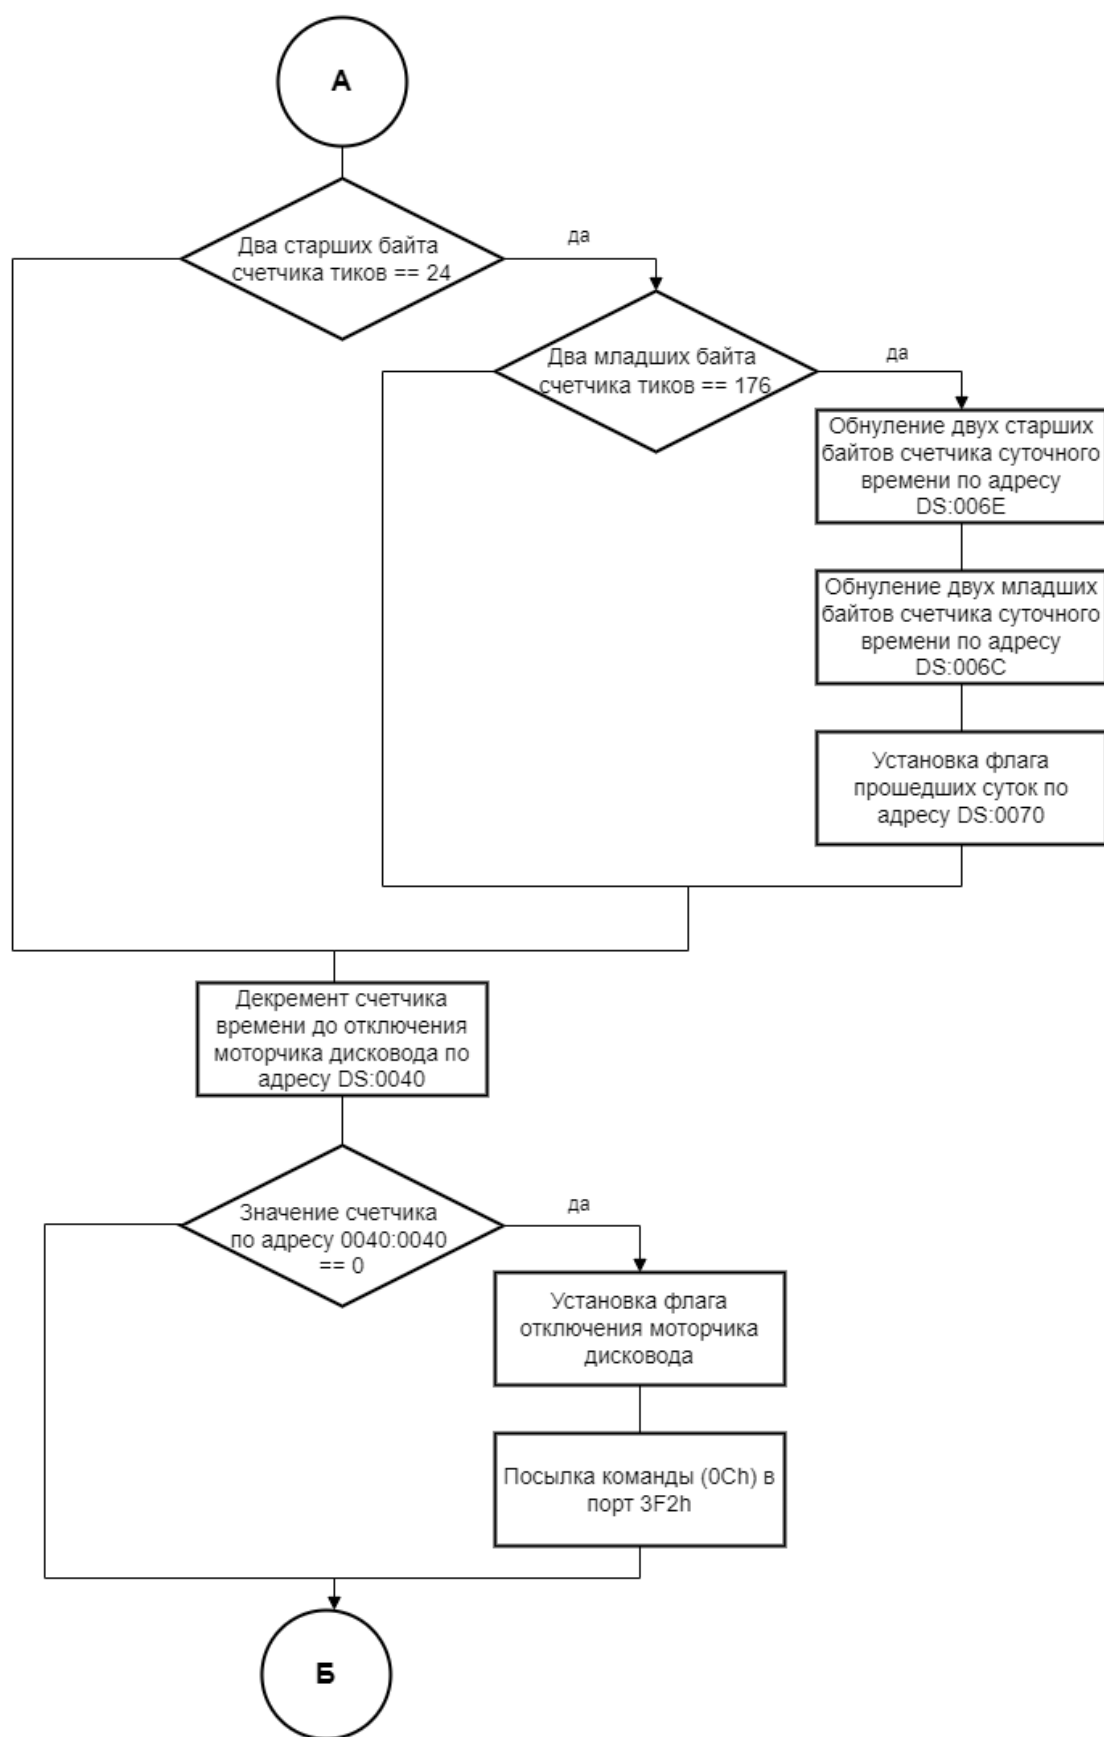 А
Два старших байта
счетчика тиков == 24
да
Два младших байта
счетчика тиков == 176
да
Обнуление двух старших
байтов счетчика суточного
времени по адресу
DS:006E
Обнуление двух младших
байтов счетчика суточного
времени по адресу
DS:006C
Установка флага
прошедших суток по
адресу DS:0070
Декремент счетчика
времени до отключения
моторчика дисковода по
адресу DS:0040
Значение счетчика
по адресу 0040:0040
== 0
да
Установка флага
отключения моторчика
дисковода
Посылка команды (0Ch) в
порт 3F2h
Б